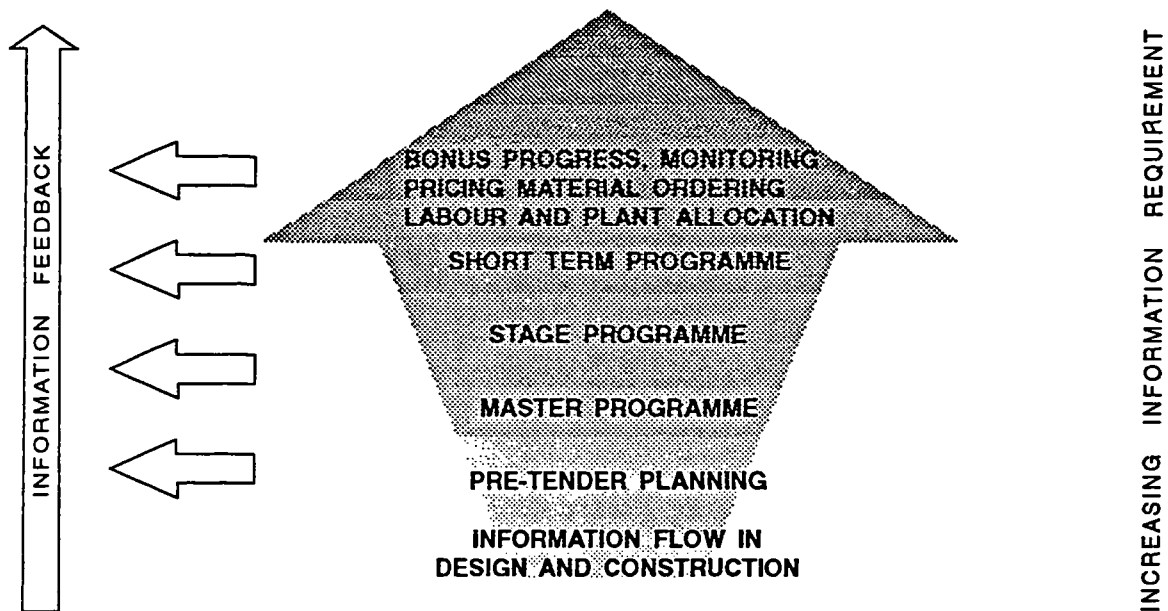 INFORMATION FEEDBACK
BONUS PROGRESS, MONITORING
PRICING MATERIAL ORDERING
LABOUR AND PLANT ALLOCATION
SHORT TERM PROGRAMME
STAGE PROGRAMME
MASTER PROGRAMME
PRE-TENDER PLANNING
INFORMATION FLOW IN
DESIGN AND CONSTRUCTION
INCREASING INFORMATION REQUIREMENT